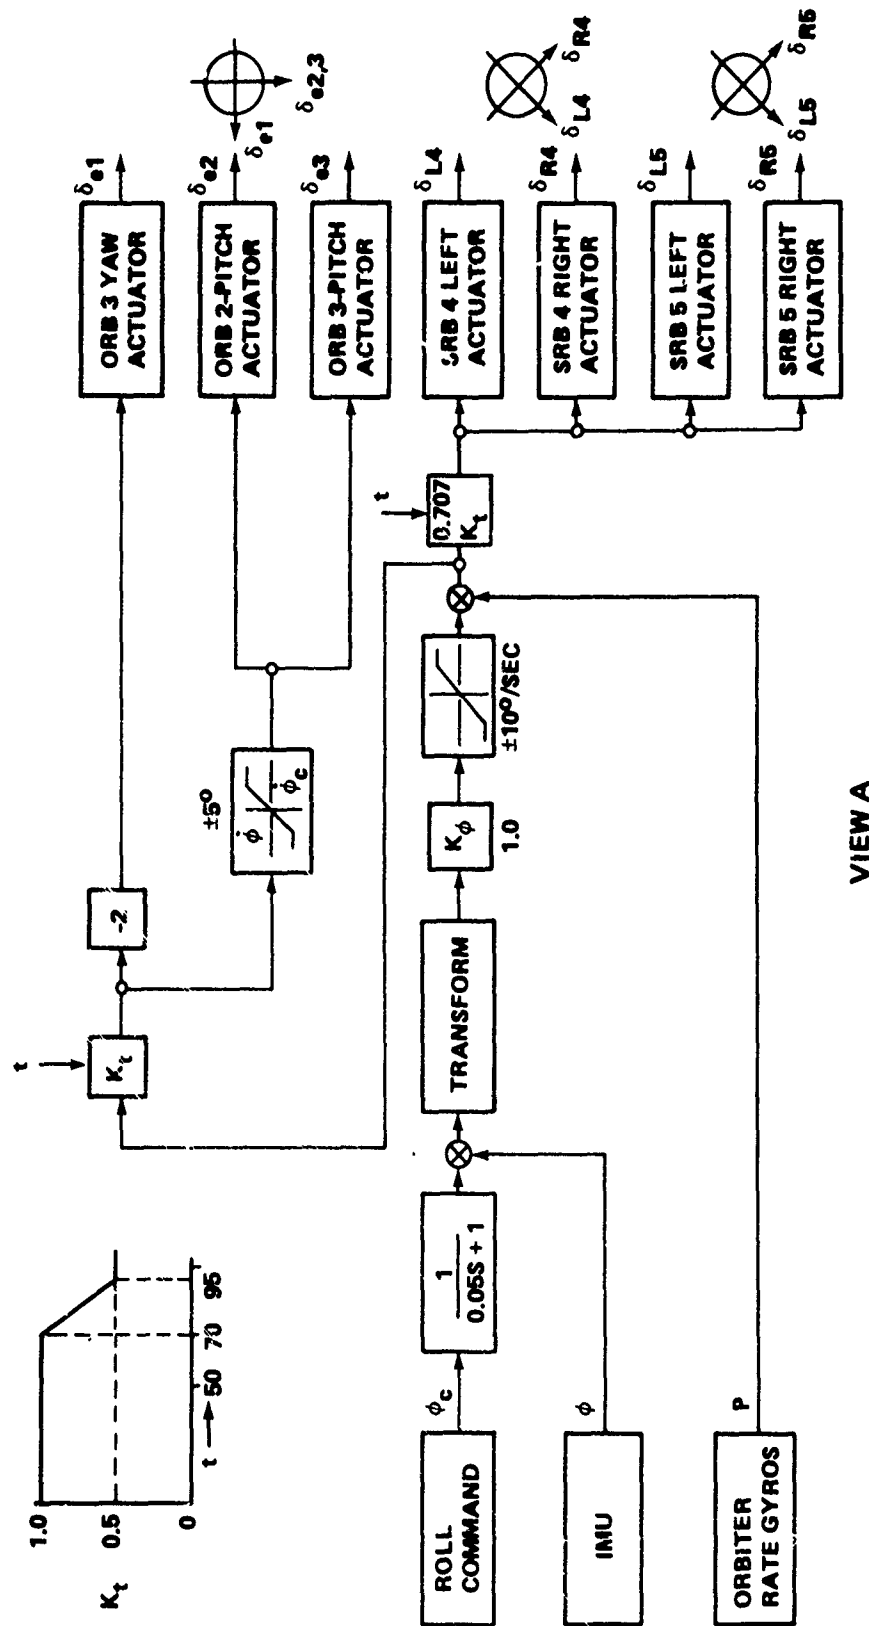 1.0
0.5
0
K_t
t
50
70
95
t
K_t
-2
ORB 3 YAW
ACTUATOR
δ_e1
±5°
φ̇
φ̇_c
ORB 2-PITCH
ACTUATOR
δ_e2
δ_e1
δ_e2,3
ORB 3-PITCH
ACTUATOR
δ_e3
ROLL
COMMAND
φ_c
1
0.05S + 1
TRANSFORM
K_φ
1.0
±10°/SEC
t
0.707
K_t
SRB 4 LEFT
ACTUATOR
δ_L4
SRB 4 RIGHT
ACTUATOR
δ_R4
δ_L4
δ_R4
SRB 5 LEFT
ACTUATOR
δ_L5
SRB 5 RIGHT
ACTUATOR
δ_R5
δ_L5
δ_R5
IMU
φ
ORBITER
RATE GYROS
P
VIEW A